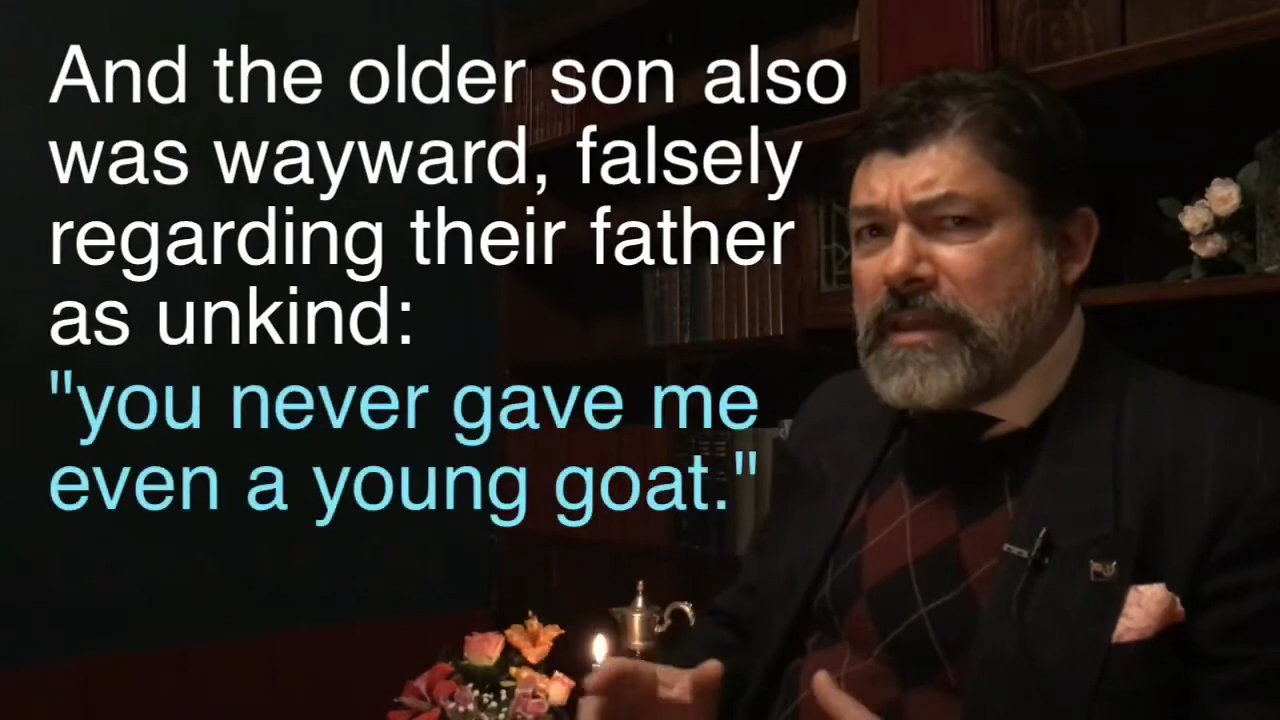 And the older son also
was wayward, falsely
regarding their father
as unkind:
"you never gave me
even a young goat."